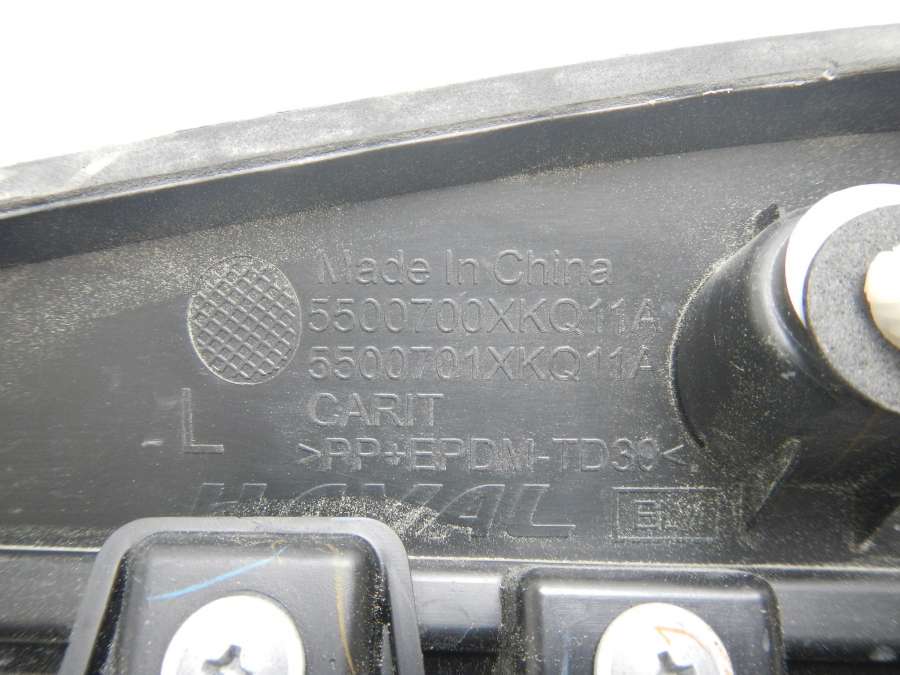 Made In China
5500700XKQ11A
5500701XKQ11A
L
CARIT
>PP+EPDM-TD30<
HAVAL